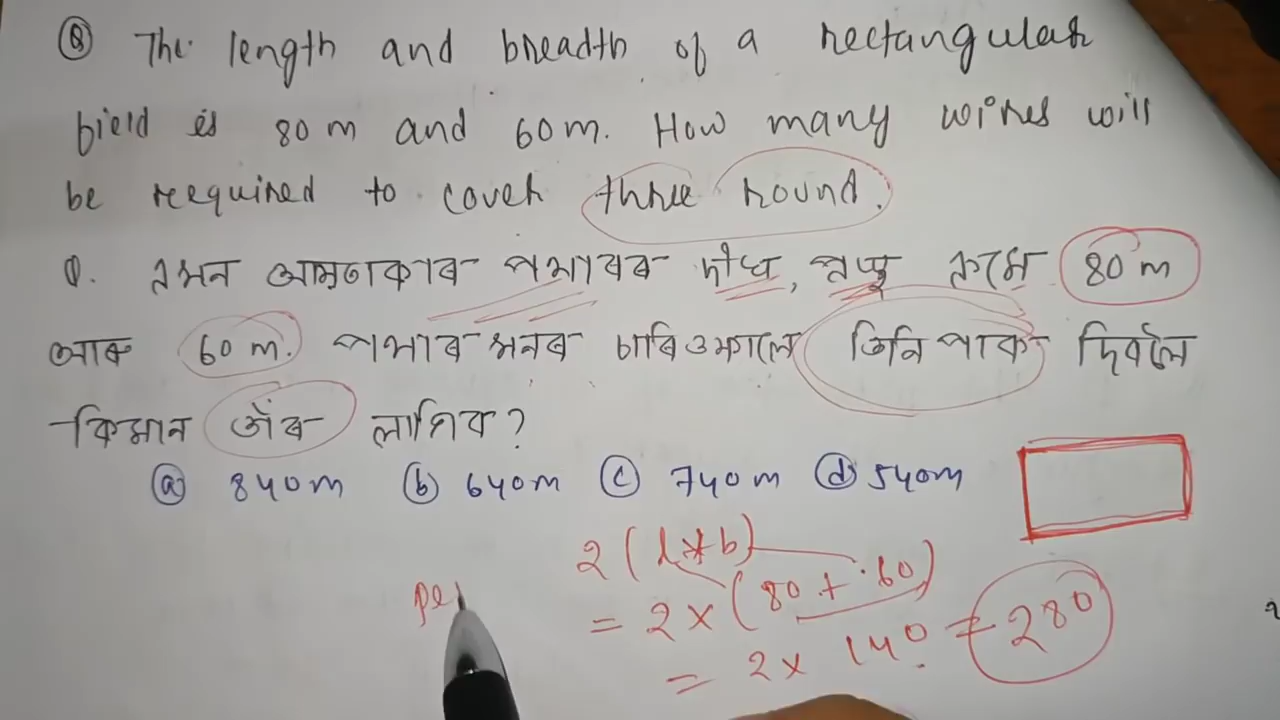 Q The length and breadth of a rectangular
field is 80 m and 60 m. How many wires will
be required to cover three round.
Q. এখন আয়তাকাৰ পথাৰৰ দীঘ, প্ৰস্থ ক্ৰমে 80 m
আৰু 60 m. পথাৰ খনৰ চাৰিওফালে তিনি পাক দিবলৈ
কিমান তাঁৰ লাগিব?
(a) 840m (b) 640m (c) 740m (d) 540m
2 (l+b)
= 2 × (80 + 60)
= 2 × 140 = 280
pe